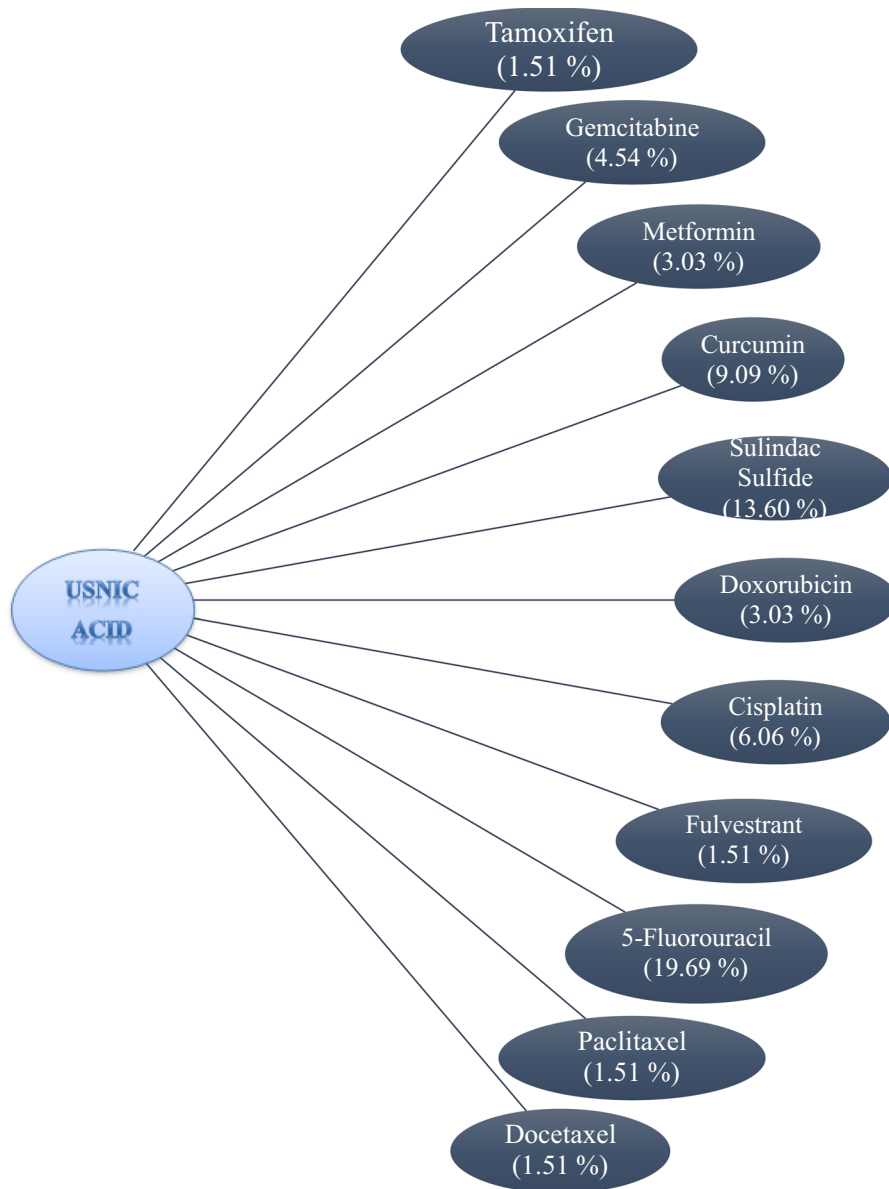 Tamoxifen
(1.51 %)
Gemcitabine
(4.54 %)
Metformin
(3.03 %)
Curcumin
(9.09 %)
Sulindac
Sulfide
(13.60 %)
USNIC
ACID
Doxorubicin
(3.03 %)
Cisplatin
(6.06 %)
Fulvestrant
(1.51 %)
5-Fluorouracil
(19.69 %)
Paclitaxel
(1.51 %)
Docetaxel
(1.51 %)